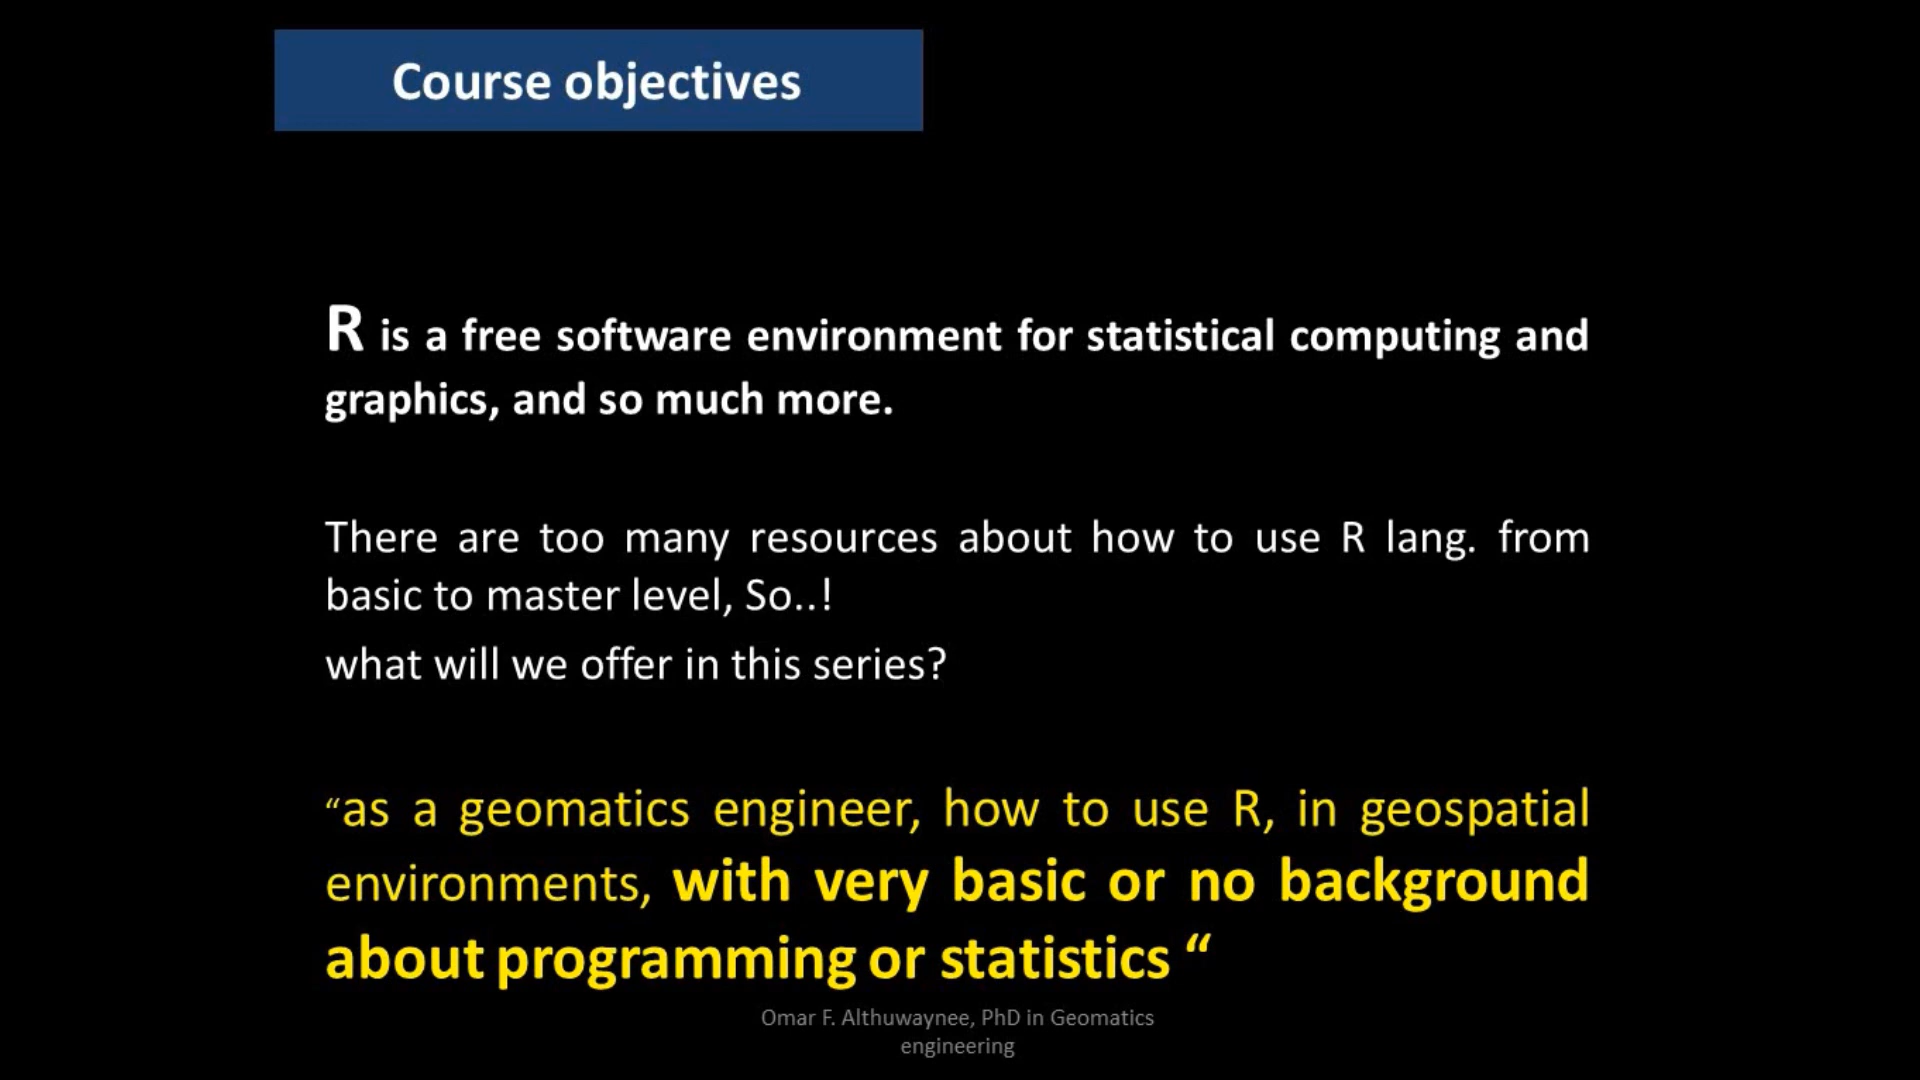 Course objectives
R is a free software environment for statistical computing and
graphics, and so much more.
There are too many resources about how to use R lang. from
basic to master level, So..!
what will we offer in this series?
“as a geomatics engineer, how to use R, in geospatial
environments, with very basic or no background
about programming or statistics “
Omar F. Althuwaynee, PhD in Geomatics
engineering